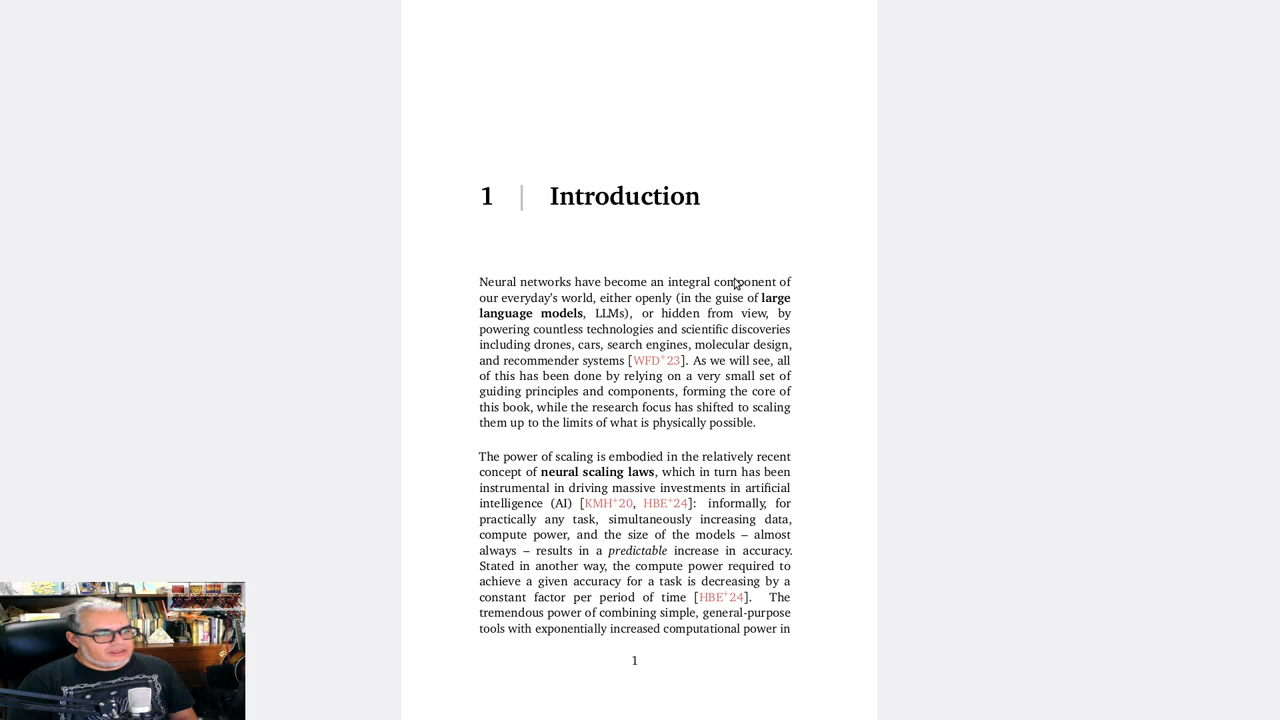 1 | Introduction
Neural networks have become an integral component of
our everyday's world, either openly (in the guise of large
language models, LLMs), or hidden from view, by
powering countless technologies and scientific discoveries
including drones, cars, search engines, molecular design,
and recommender systems [WFD+23]. As we will see, all
of this has been done by relying on a very small set of
guiding principles and components, forming the core of
this book, while the research focus has shifted to scaling
them up to the limits of what is physically possible.
The power of scaling is embodied in the relatively recent
concept of neural scaling laws, which in turn has been
instrumental in driving massive investments in artificial
intelligence (AI) [KMH+20, HBE+24]: informally, for
practically any task, simultaneously increasing data,
compute power, and the size of the models – almost
always – results in a predictable increase in accuracy.
Stated in another way, the compute power required to
achieve a given accuracy for a task is decreasing by a
constant factor per period of time [HBE+24]. The
tremendous power of combining simple, general-purpose
tools with exponentially increased computational power in
1